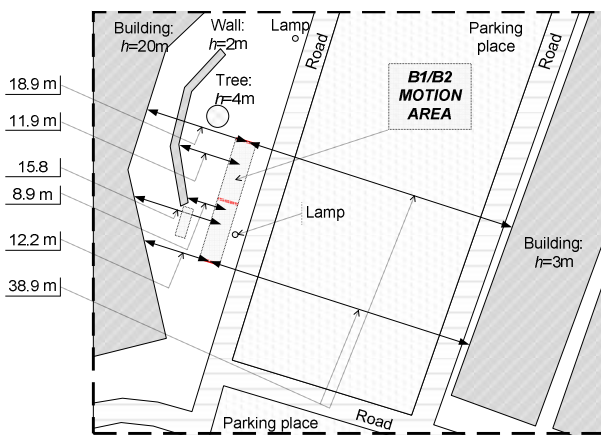 Building:
h=20m
Wall:
h=2m
Lamp
Road
Parking
place
Road
Tree:
h=4m
B1/B2
MOTION
AREA
18.9 m
11.9 m
15.8
8.9 m
12.2 m
38.9 m
Lamp
Building:
h=3m
Parking place
Road